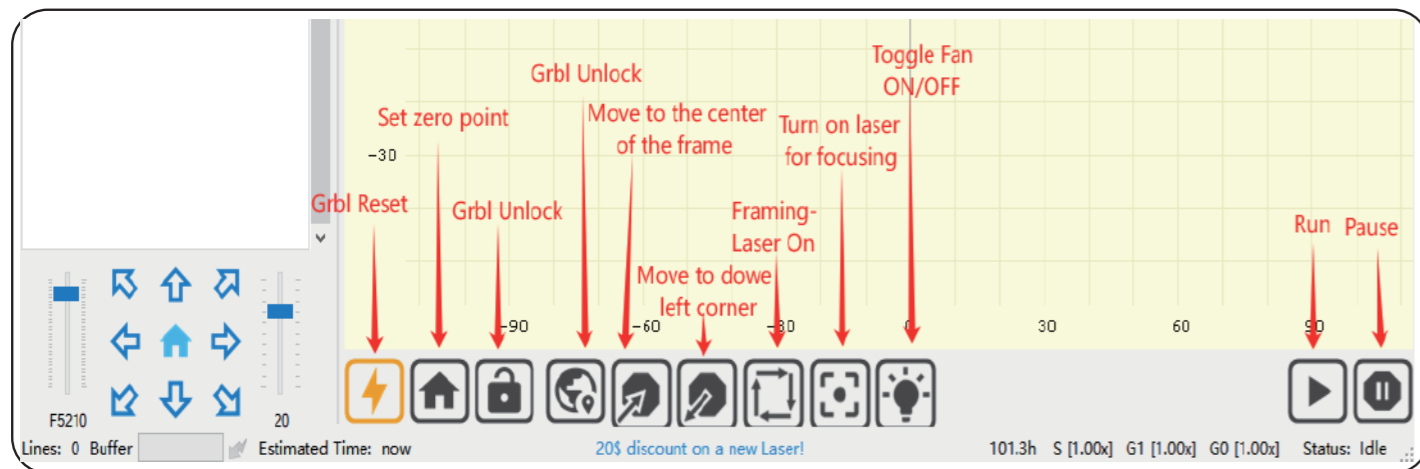 Toggle Fan
ON/OFF
Grbl Unlock
Set zero point
Move to the center
of the frame
Turn on laser
for focusing
-30
Grbl Reset
Grbl Unlock
Framing-
Laser On
Run
Pause
Move to dowe
left corner
-90
-60
-30
0
30
60
90
F5210
20
Lines: 0 Buffer
Estimated Time: now
20$ discount on a new Laser!
101.3h S [1.00x] G1 [1.00x] G0 [1.00x] Status: Idle